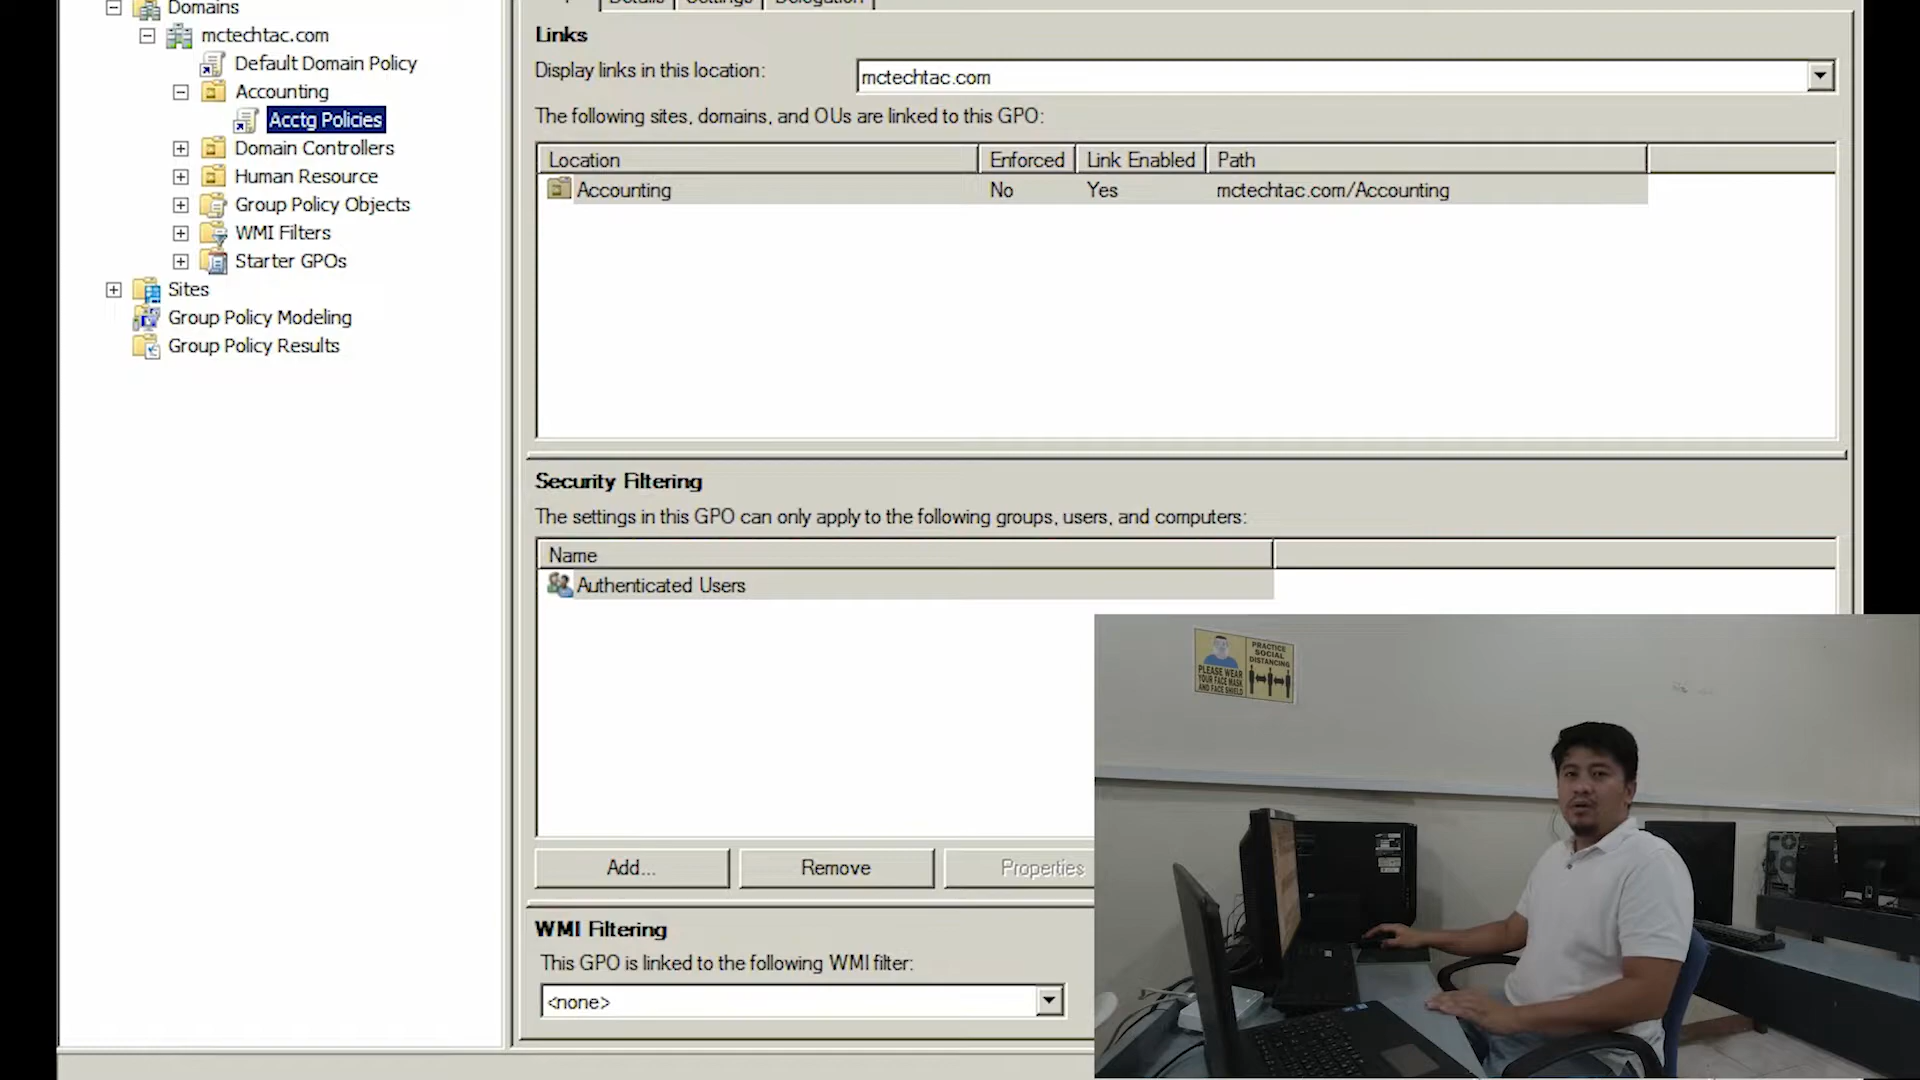 Domains
mctechtac.com
Default Domain Policy
Accounting
Acctg Policies
Domain Controllers
Human Resource
Group Policy Objects
WMI Filters
Starter GPOs
Sites
Group Policy Modeling
Group Policy Results
Details
Settings
Delegation
Links
Display links in this location:
mctechtac.com
The following sites, domains, and OUs are linked to this GPO:
Location Enforced Link Enabled Path
Accounting No Yes mctechtac.com/Accounting
Security Filtering
The settings in this GPO can only apply to the following groups, users, and computers:
Name
Authenticated Users
Add...
Remove
Properties
WMI Filtering
This GPO is linked to the following WMI filter:
<none>
PLEASE WEAR
YOUR FACE MASK
AND FACE SHIELD
PRACTICE
SOCIAL
DISTANCING